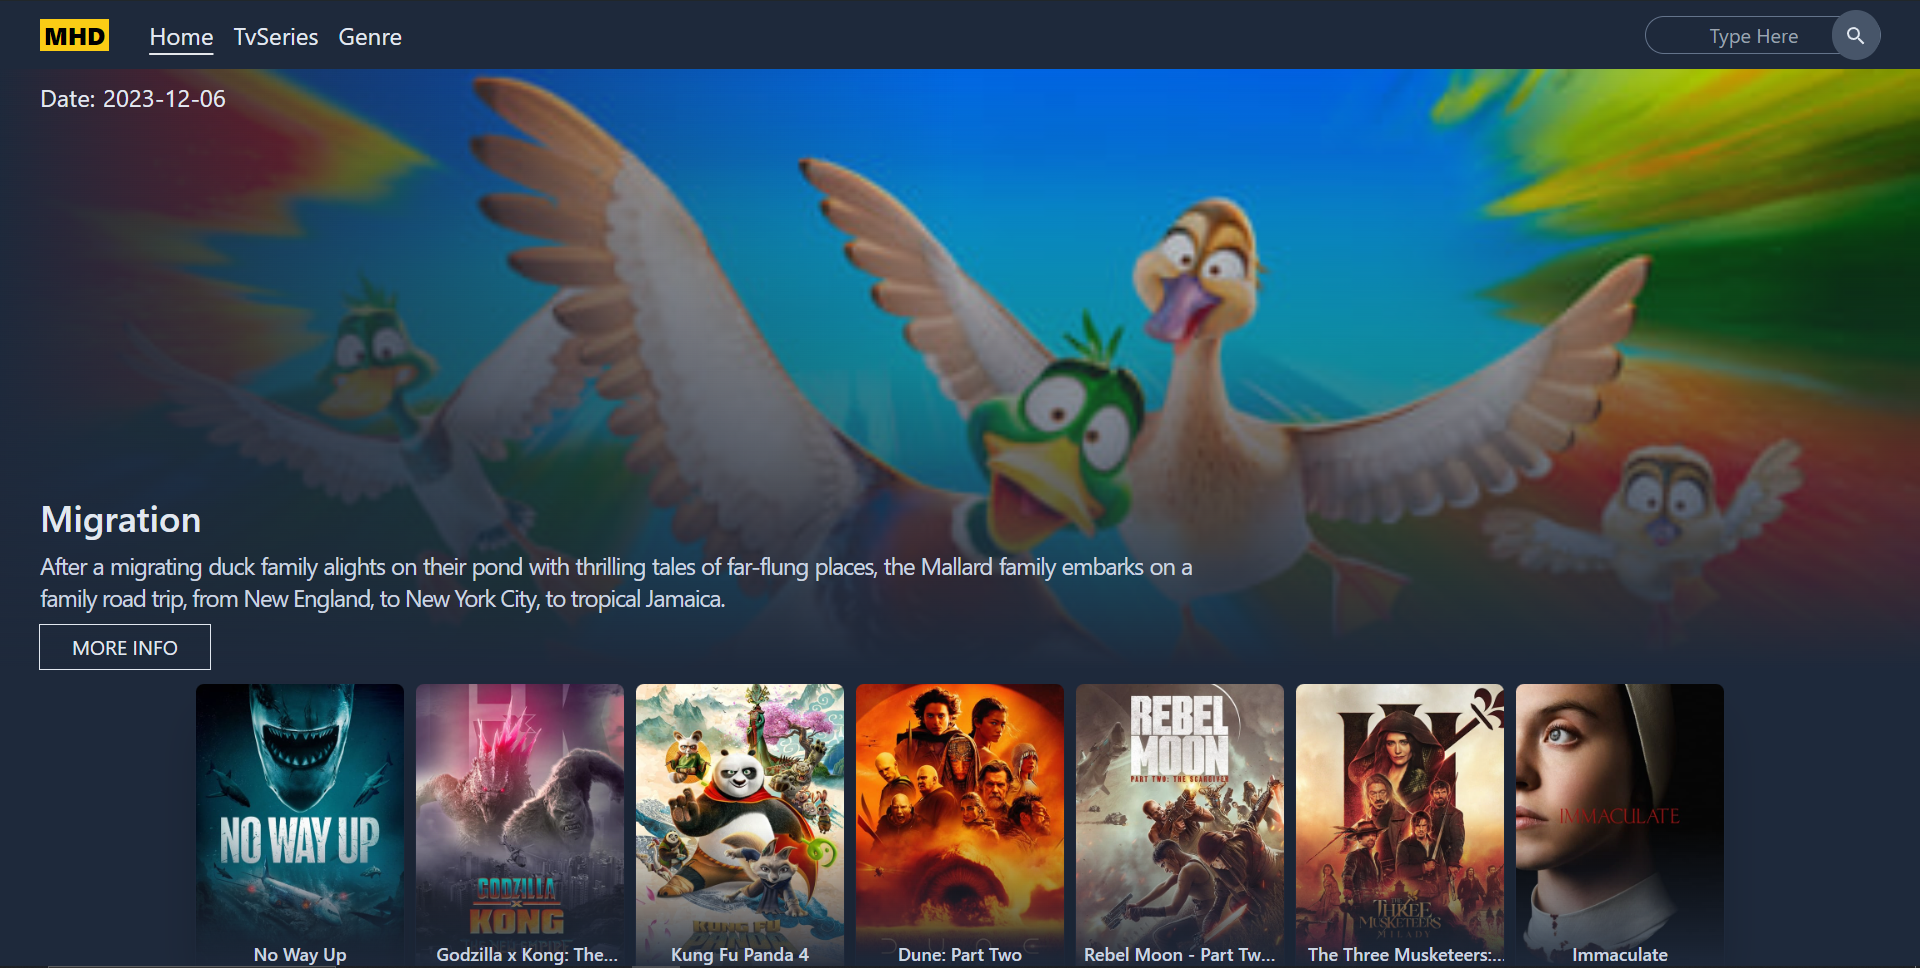 MHD
Home TvSeries Genre
Type Here
Date: 2023-12-06
Migration
After a migrating duck family alights on their pond with thrilling tales of far-flung places, the Mallard family embarks on a
family road trip, from New England, to New York City, to tropical Jamaica.
MORE INFO
NO WAY UP
No Way Up
GODZILLA
X
KONG
Godzilla x Kong: The...
KUNG FU
PANDA
Kung Fu Panda 4
DUNE
Dune: Part Two
REBEL
MOON
PART TWO: THE SCARGIVER
Rebel Moon - Part Tw...
THE
THREE
MUSKETEERS
MILADY
The Three Musketeers:...
IMMACULATE
Immaculate